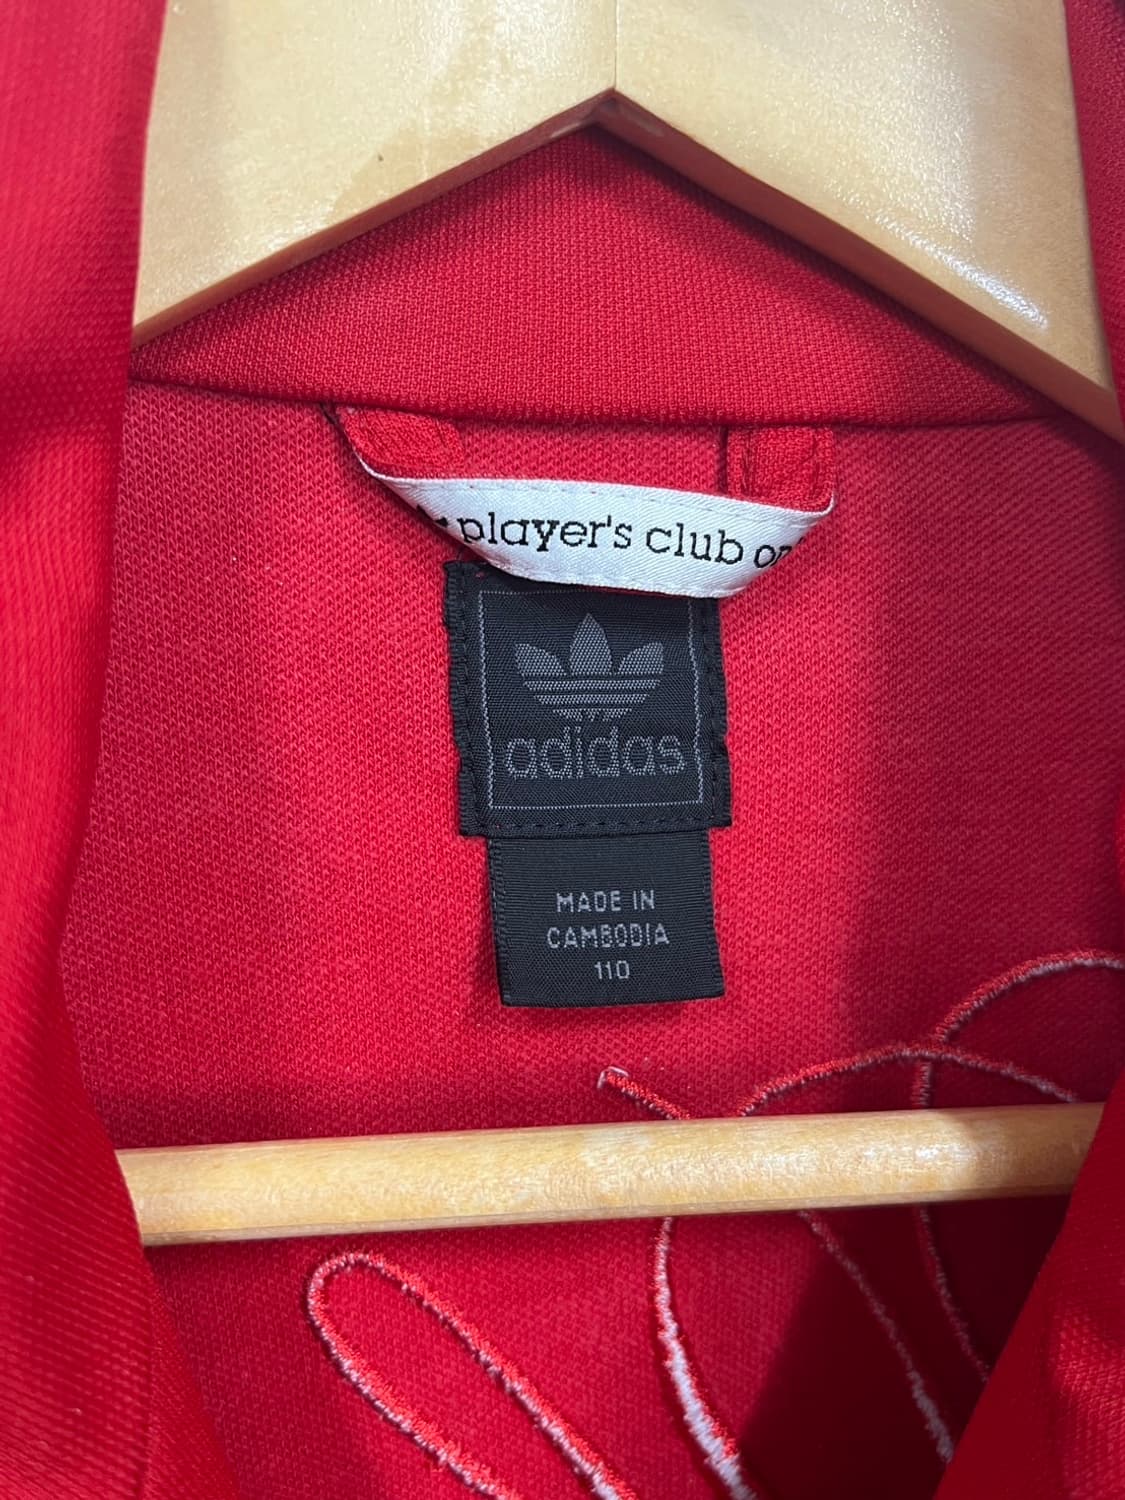 player's club
adidas
MADE IN
CAMBODIA
110